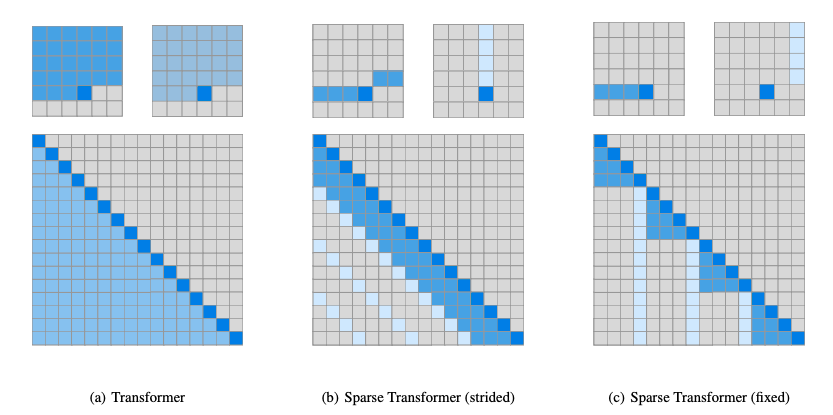 (a) Transformer
(b) Sparse Transformer (strided)
(c) Sparse Transformer (fixed)